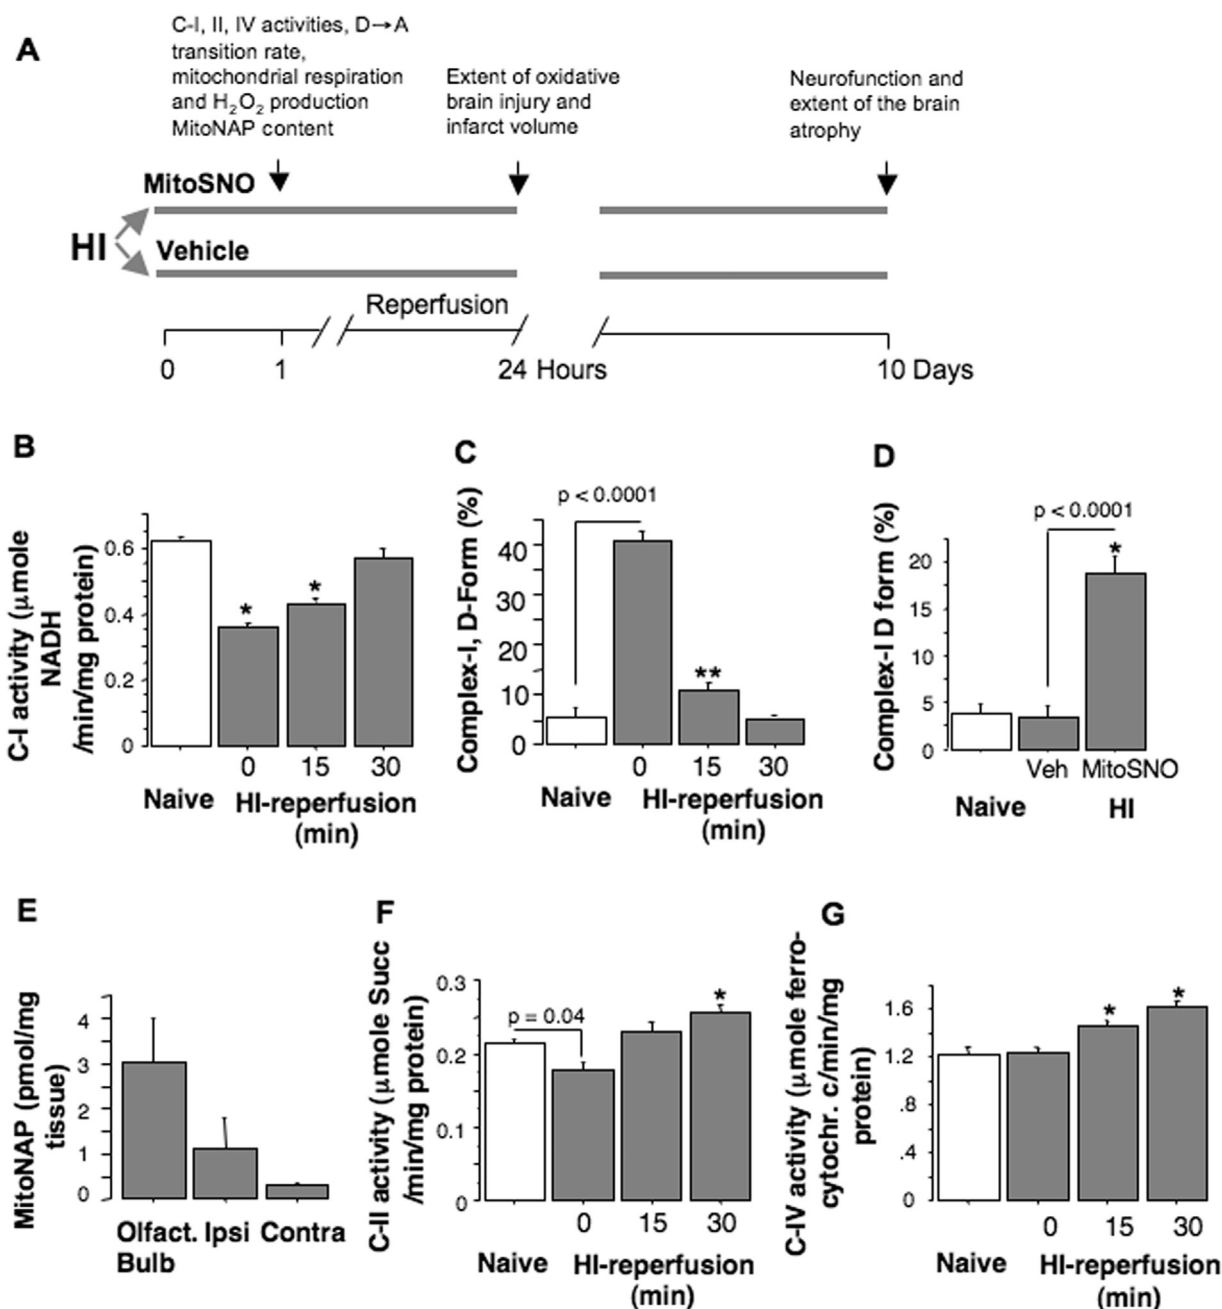 A
C-I, II, IV activities, D→A
transition rate,
mitochondrial respiration
and H₂O₂ production
MitoNAP content
Extent of oxidative
brain injury and
infarct volume
Neurofunction and
extent of the brain
atrophy
MitoSNO
HI
Vehicle
Reperfusion
0 1 24 Hours 10 Days
B
C-I activity (μmole
NADH
/min/mg protein)
0.6
0.4
0.2
0
*
*
0 15 30
Naive HI-reperfusion
(min)
C
Complex-I, D-Form (%)
p < 0.0001
40
30
20
10
0
**
0 15 30
Naive HI-reperfusion
(min)
D
Complex-I D form (%)
p < 0.0001
*
20
15
10
5
0
Veh MitoSNO
Naive HI
E
MitoNAP (pmol/mg
tissue)
4
3
2
1
0
Olfact. Ipsi Contra
Bulb
F
C-II activity (μmole Succ
/min/mg protein)
0.3
0.2
0.1
0
p = 0.04
*
0 15 30
Naive HI-reperfusion
(min)
G
C-IV activity (μmole ferro-
cytochr. c/min/mg
protein)
1.6
1.2
.8
.4
0
*
*
0 15 30
Naive HI-reperfusion
(min)